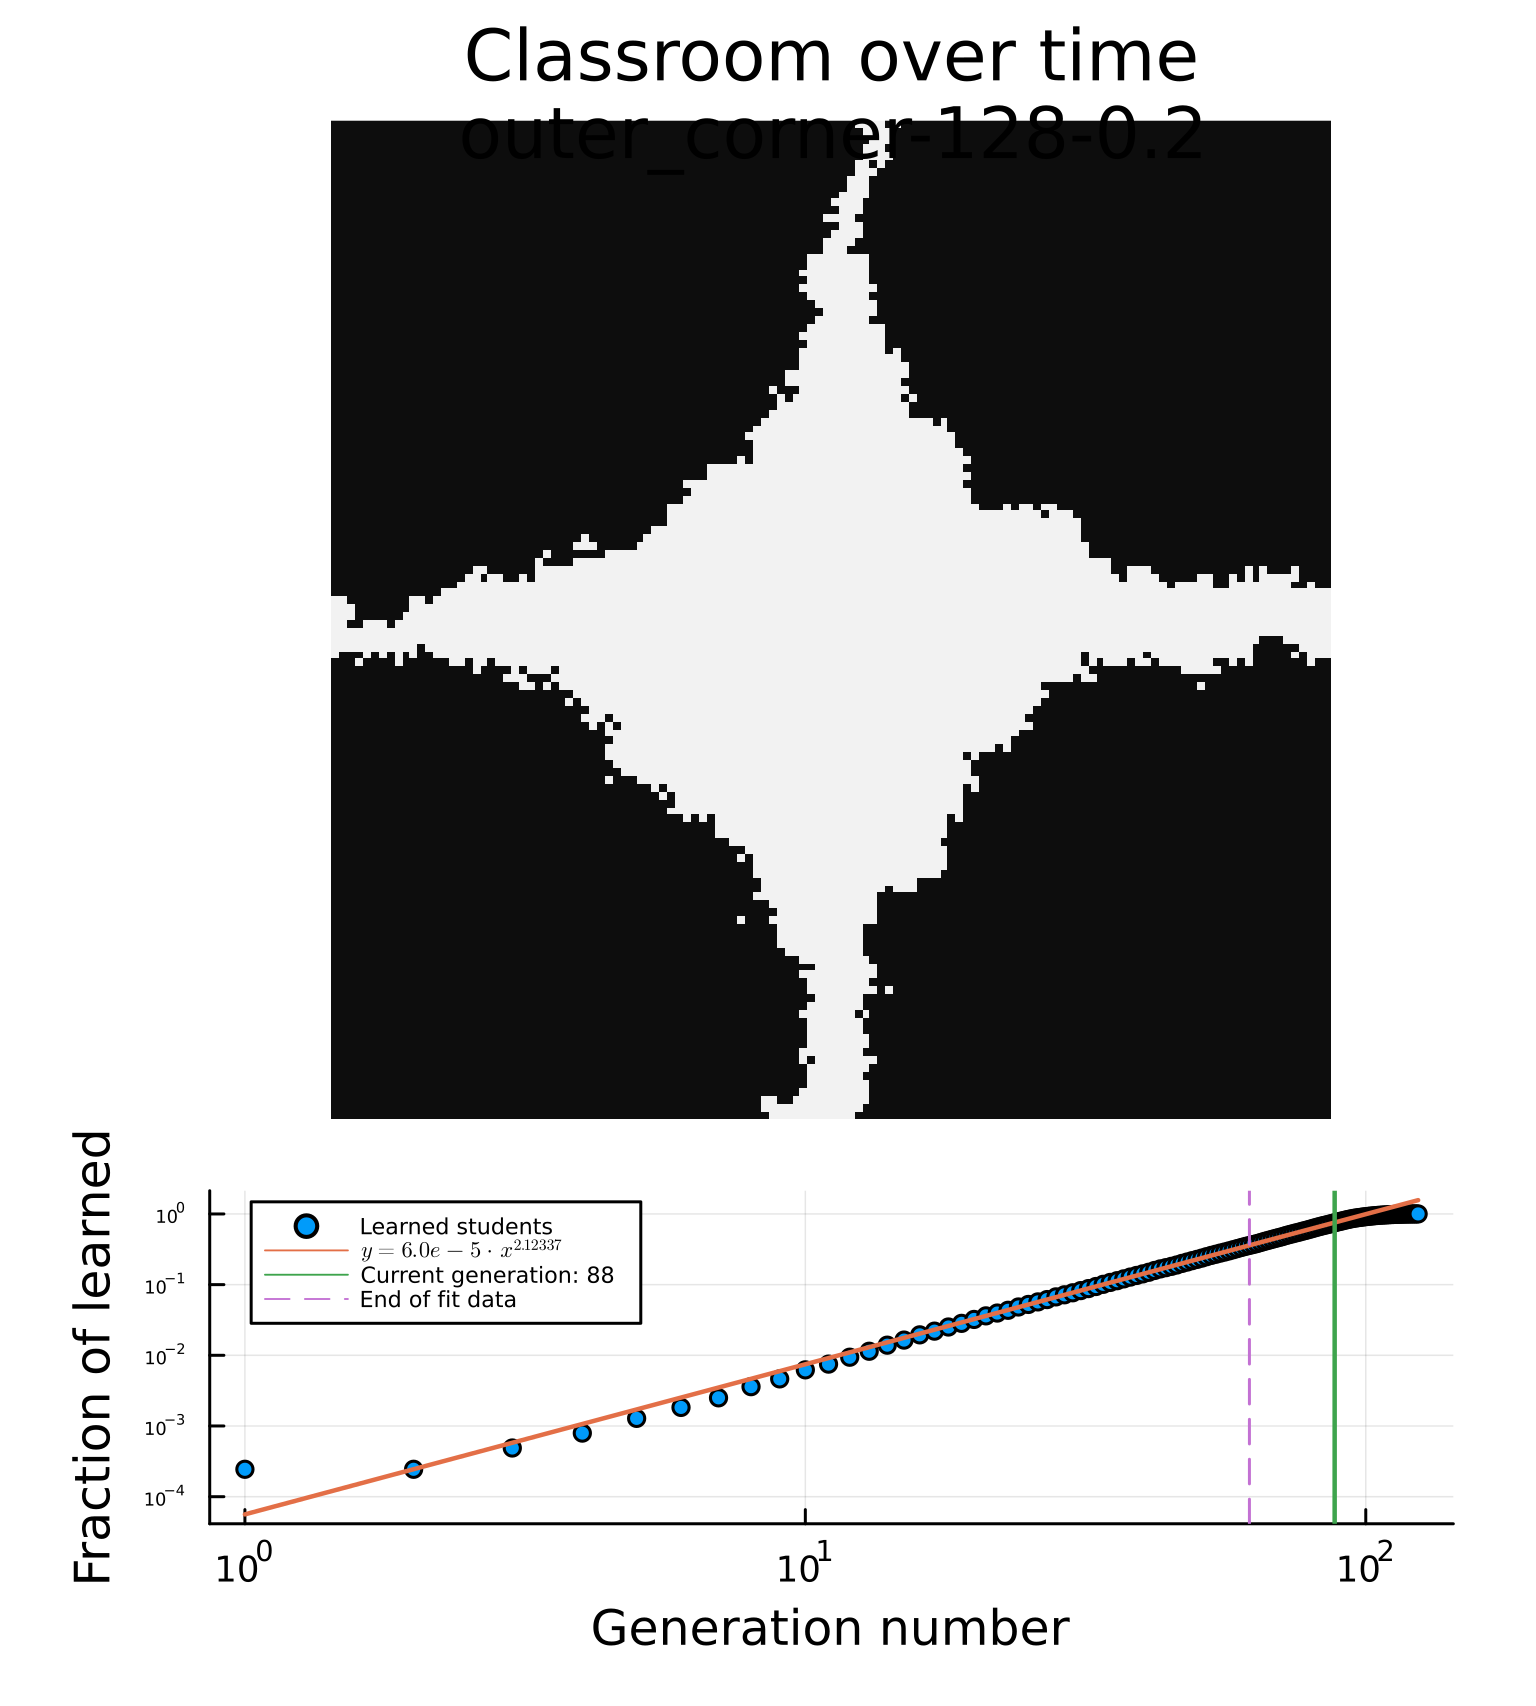 Classroom over time
outer_corner-128-0.2
Fraction of learned
10^0
10^-1
10^-2
10^-3
10^-4
Learned students
y = 6.0e − 5 · x^2.12337
Current generation: 88
End of fit data
10^0 10^1 10^2
Generation number